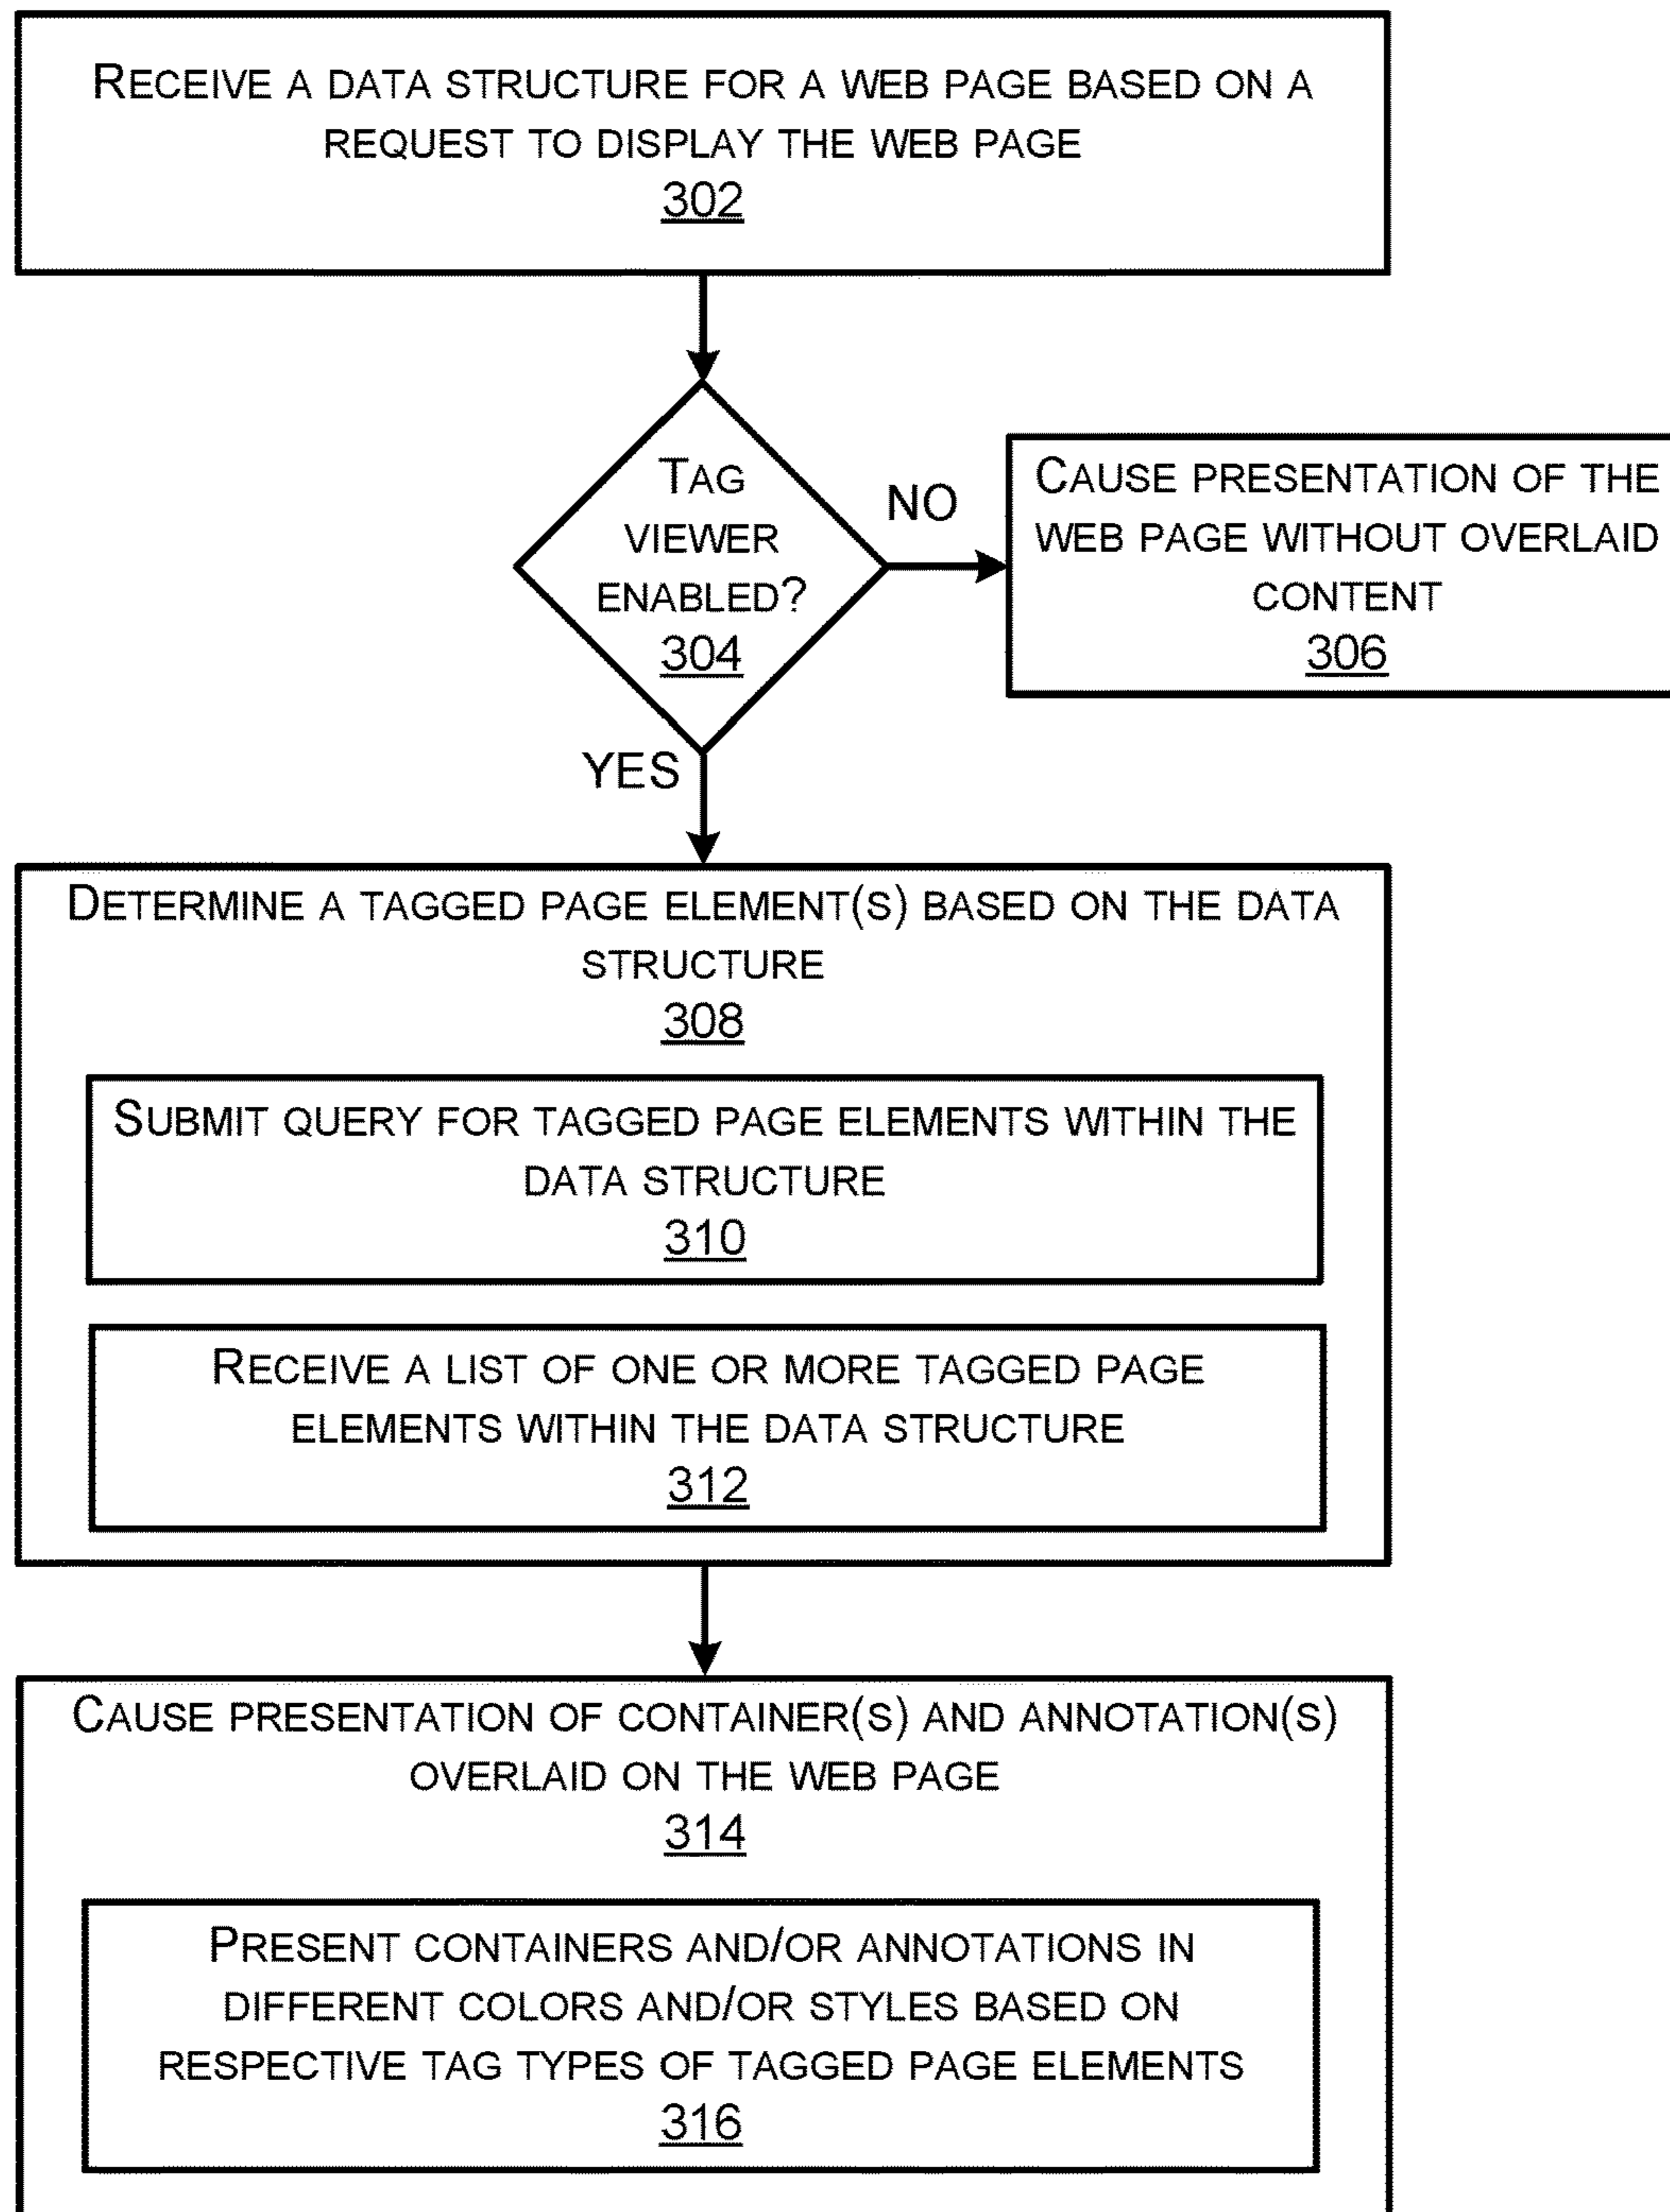 RECEIVE A DATA STRUCTURE FOR A WEB PAGE BASED ON A
REQUEST TO DISPLAY THE WEB PAGE
302
TAG
VIEWER
ENABLED?
304
NO
CAUSE PRESENTATION OF THE
WEB PAGE WITHOUT OVERLAID
CONTENT
306
YES
DETERMINE A TAGGED PAGE ELEMENT(S) BASED ON THE DATA
STRUCTURE
308
SUBMIT QUERY FOR TAGGED PAGE ELEMENTS WITHIN THE
DATA STRUCTURE
310
RECEIVE A LIST OF ONE OR MORE TAGGED PAGE
ELEMENTS WITHIN THE DATA STRUCTURE
312
CAUSE PRESENTATION OF CONTAINER(S) AND ANNOTATION(S)
OVERLAID ON THE WEB PAGE
314
PRESENT CONTAINERS AND/OR ANNOTATIONS IN
DIFFERENT COLORS AND/OR STYLES BASED ON
RESPECTIVE TAG TYPES OF TAGGED PAGE ELEMENTS
316